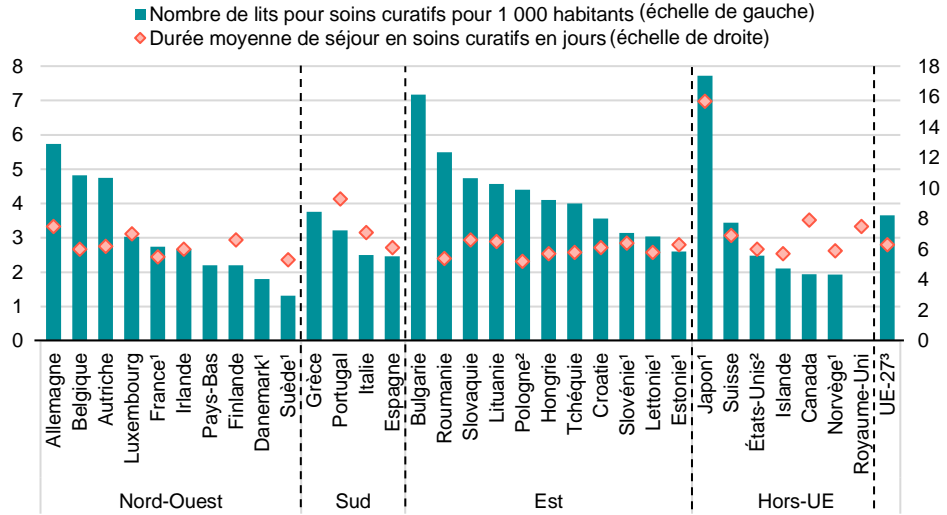 Nombre de lits pour soins curatifs pour 1 000 habitants (échelle de gauche)
Durée moyenne de séjour en soins curatifs en jours (échelle de droite)
8
7
6
5
4
3
2
1
0
18
16
14
12
10
8
6
4
2
0
Allemagne
Belgique
Autriche
Luxembourg
France¹
Irlande
Pays-Bas
Finlande
Danemark¹
Suède¹
Grèce
Portugal
Italie
Espagne
Bulgarie
Roumanie
Slovaquie
Lituanie
Pologne²
Hongrie
Tchéquie
Croatie
Slovénie¹
Lettonie¹
Estonie¹
Japon¹
Suisse
États-Unis²
Islande
Canada
Norvège¹
Royaume-Uni
UE-27³
Nord-Ouest
Sud
Est
Hors-UE